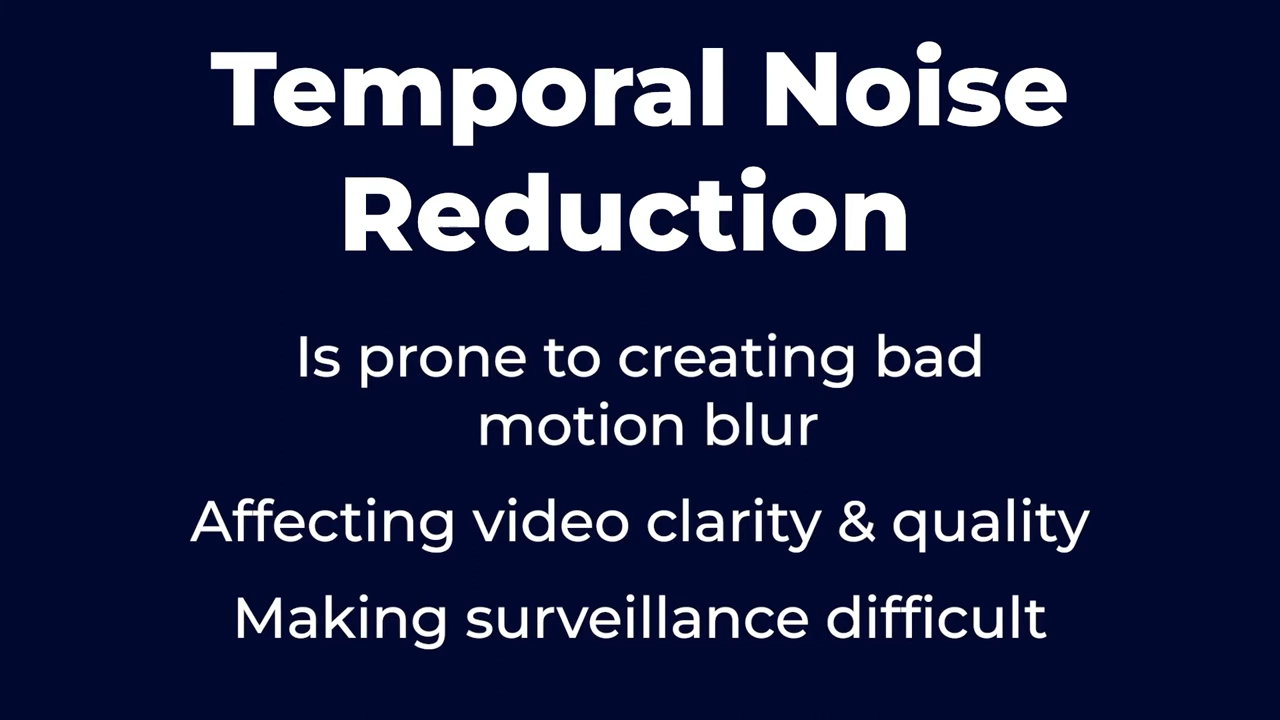 Temporal Noise
Reduction
Is prone to creating bad
motion blur
Affecting video clarity & quality
Making surveillance difficult